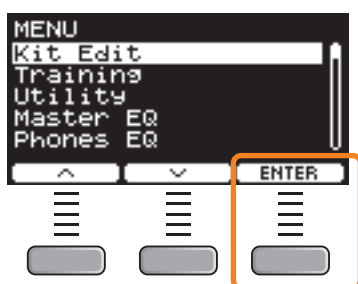 MENU
Kit Edit
Training
Utility
Master EQ
Phones EQ
ENTER